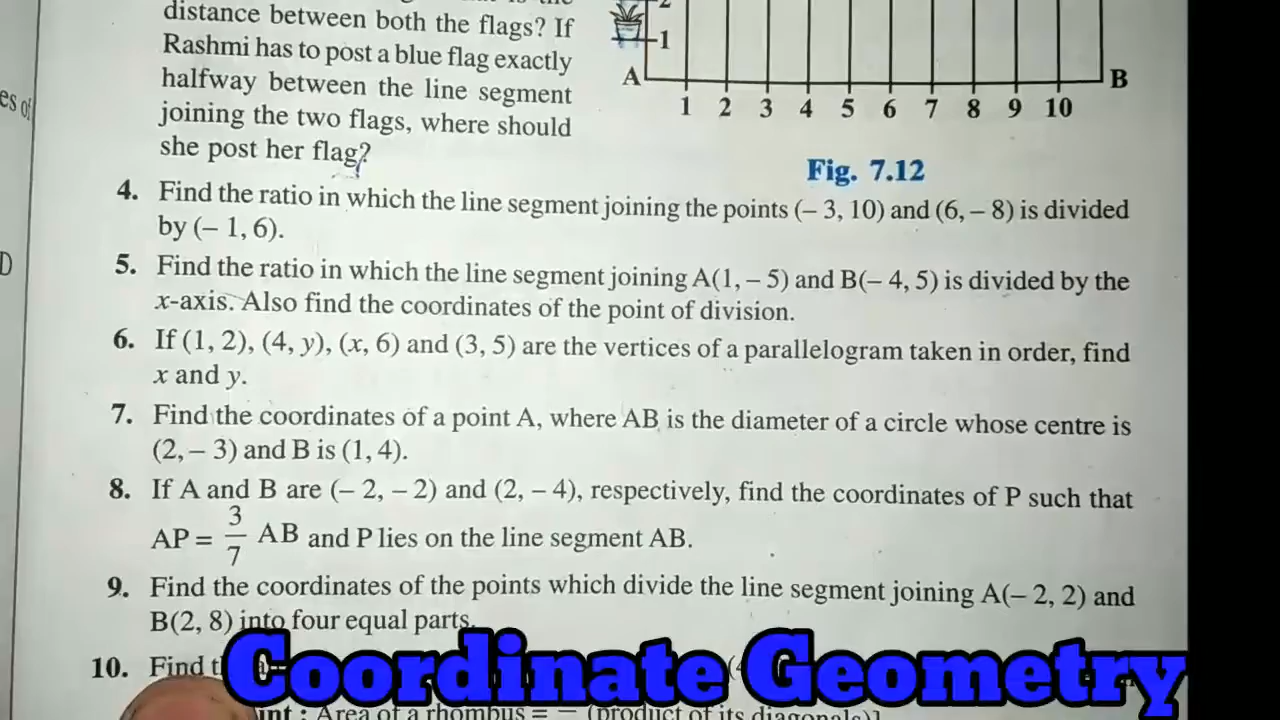 distance between both the flags? If
Rashmi has to post a blue flag exactly
halfway between the line segment
joining the two flags, where should
she post her flag?
2
1
A
B
1 2 3 4 5 6 7 8 9 10
Fig. 7.12
es of
D
4. Find the ratio in which the line segment joining the points (– 3, 10) and (6, – 8) is divided
by (– 1, 6).
5. Find the ratio in which the line segment joining A(1, – 5) and B(– 4, 5) is divided by the
x-axis. Also find the coordinates of the point of division.
6. If (1, 2), (4, y), (x, 6) and (3, 5) are the vertices of a parallelogram taken in order, find
x and y.
7. Find the coordinates of a point A, where AB is the diameter of a circle whose centre is
(2, – 3) and B is (1, 4).
8. If A and B are (– 2, – 2) and (2, – 4), respectively, find the coordinates of P such that
AP = 3/7 AB and P lies on the line segment AB.
9. Find the coordinates of the points which divide the line segment joining A(– 2, 2) and
B(2, 8) into four equal parts.
10. Find
Coordinate Geometry
: Area of a rhombus = (product of its diagonals)]